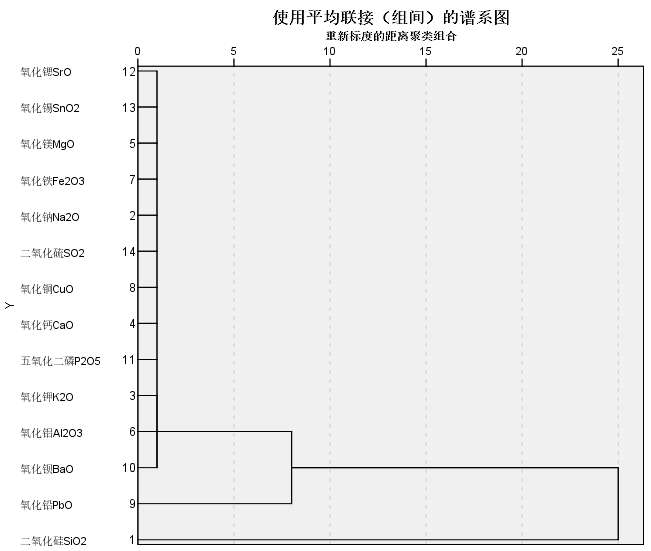 使用平均联接（组间）的谱系图
重新标度的距离聚类组合
0 5 10 15 20 25
氧化锶SrO 12
氧化锡SnO2 13
氧化镁MgO 5
氧化铁Fe2O3 7
氧化钠Na2O 2
二氧化硫SO2 14
氧化铜CuO 8
Y
氧化钙CaO 4
五氧化二磷P2O5 11
氧化钾K2O 3
氧化铝Al2O3 6
氧化钡BaO 10
氧化铅PbO 9
二氧化硅SiO2 1